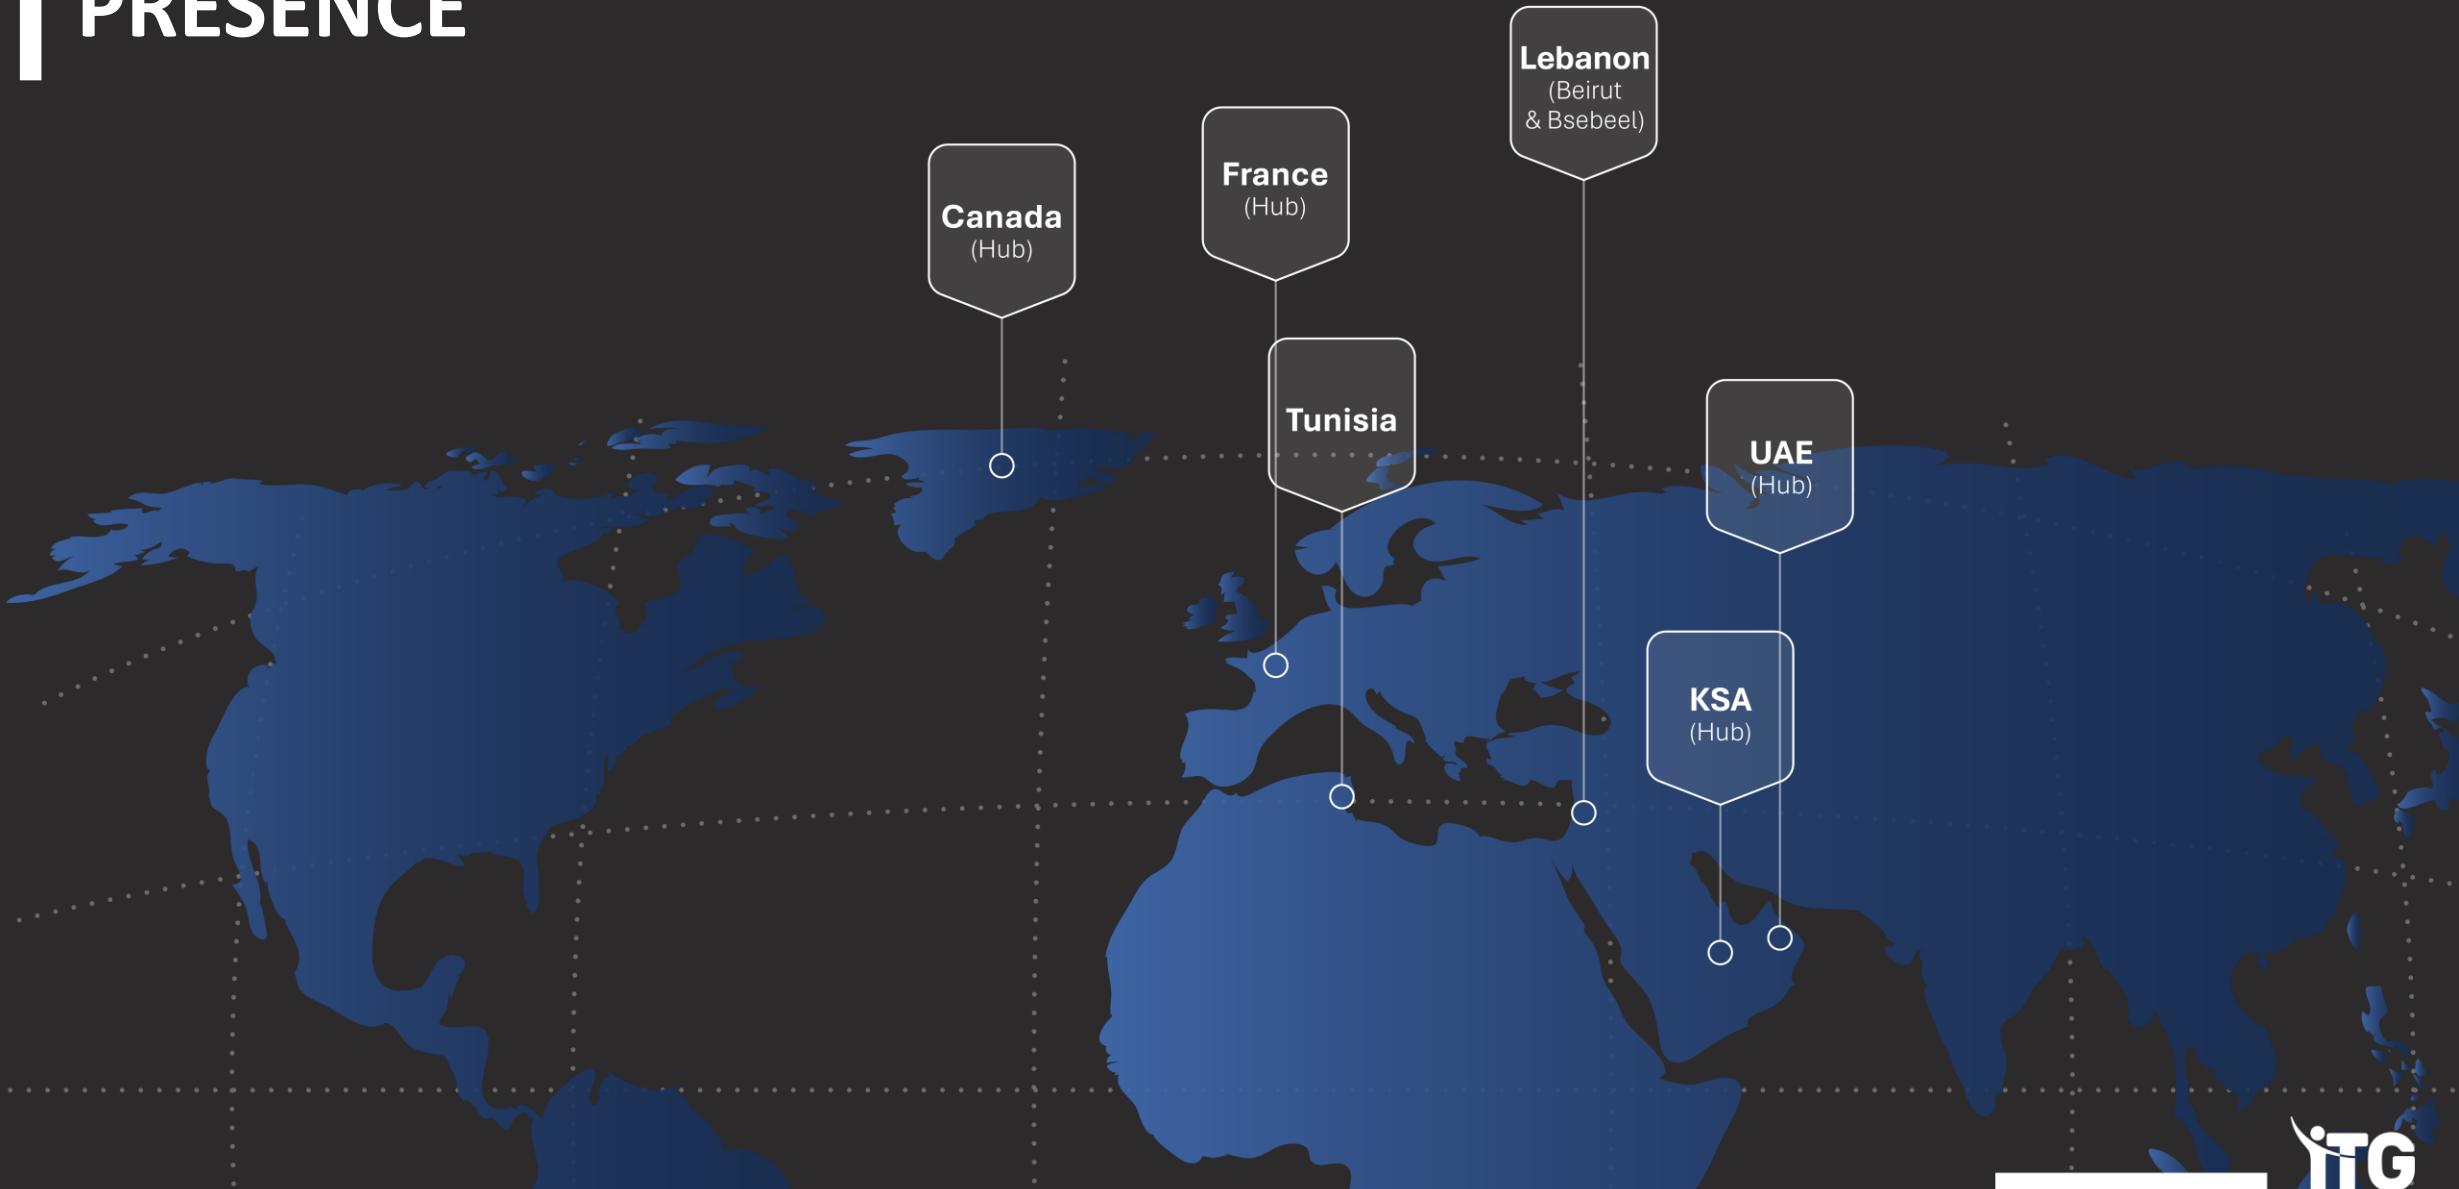 PRESENCE
Lebanon
(Beirut
& Bsebeel)
France
(Hub)
Canada
(Hub)
Tunisia
UAE
(Hub)
KSA
(Hub)
iTG